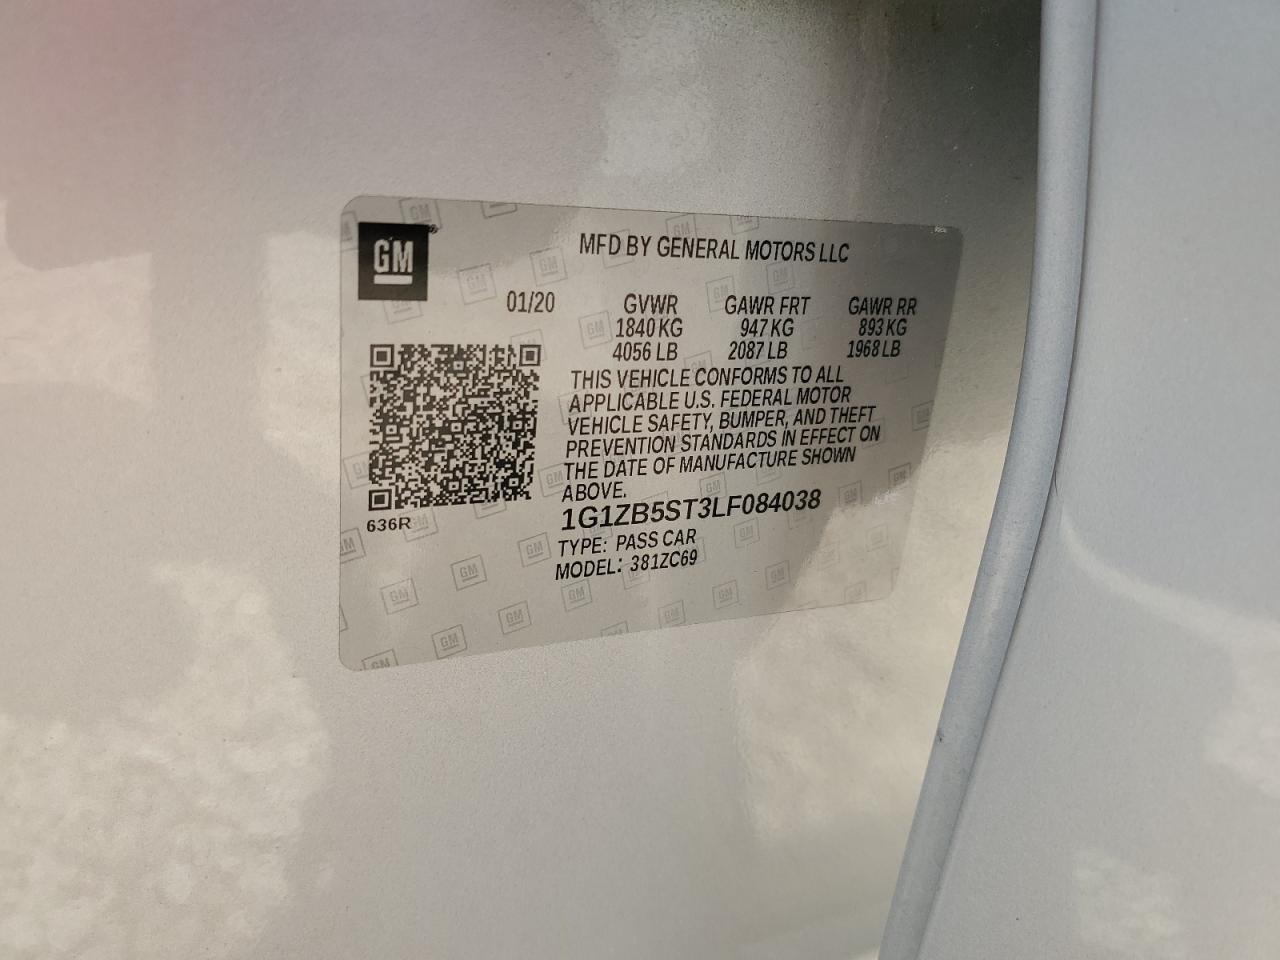 GM
MFD BY GENERAL MOTORS LLC
01/20 GVWR GAWR FRT GAWR RR
1840 KG 947 KG 893 KG
4056 LB 2087 LB 1968 LB
THIS VEHICLE CONFORMS TO ALL
APPLICABLE U.S. FEDERAL MOTOR
VEHICLE SAFETY, BUMPER, AND THEFT
PREVENTION STANDARDS IN EFFECT ON
THE DATE OF MANUFACTURE SHOWN
ABOVE.
1G1ZB5ST3LF084038
636R
TYPE: PASS CAR
MODEL: 381ZC69